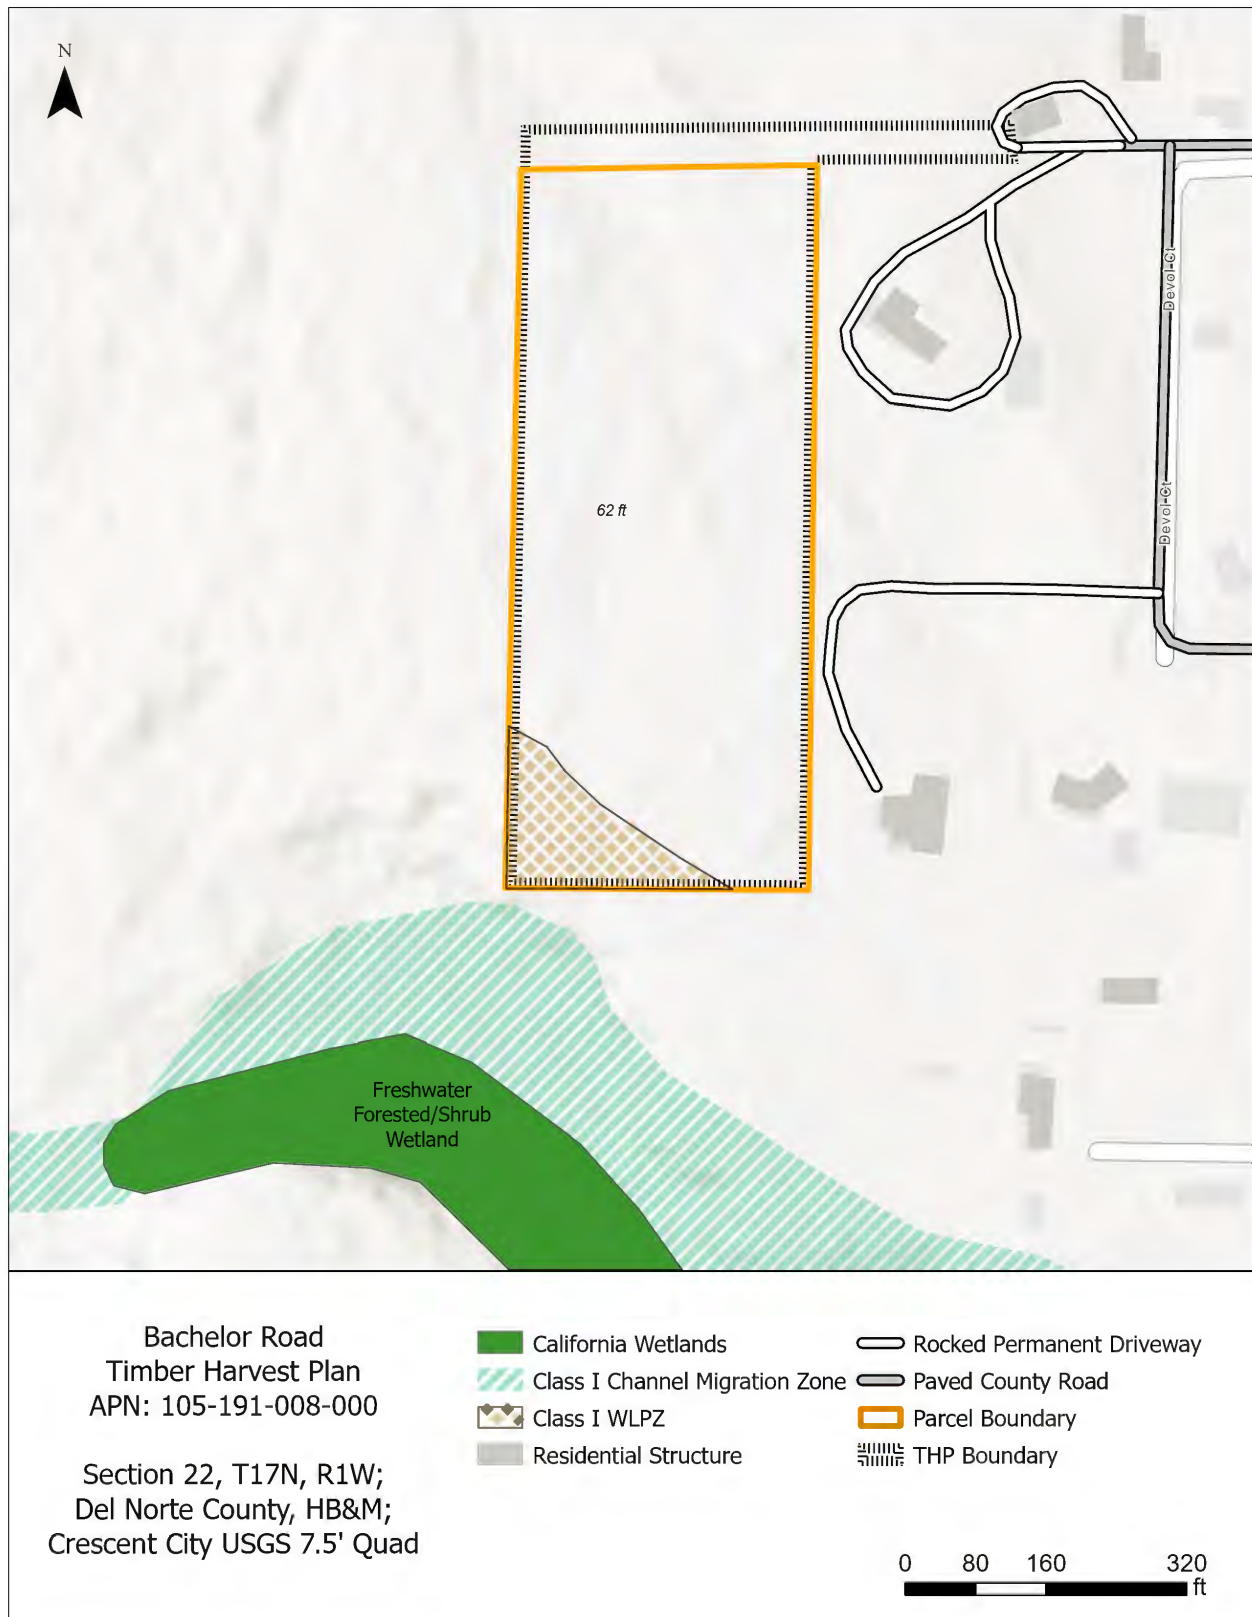 N
Devol Ct
62 ft
Devol Ct
Freshwater
Forested/Shrub
Wetland
Bachelor Road
Timber Harvest Plan
APN: 105-191-008-000
Section 22, T17N, R1W;
Del Norte County, HB&M;
Crescent City USGS 7.5' Quad
California Wetlands
Class I Channel Migration Zone
Class I WLPZ
Residential Structure
Rocked Permanent Driveway
Paved County Road
Parcel Boundary
THP Boundary
0 80 160 320
ft